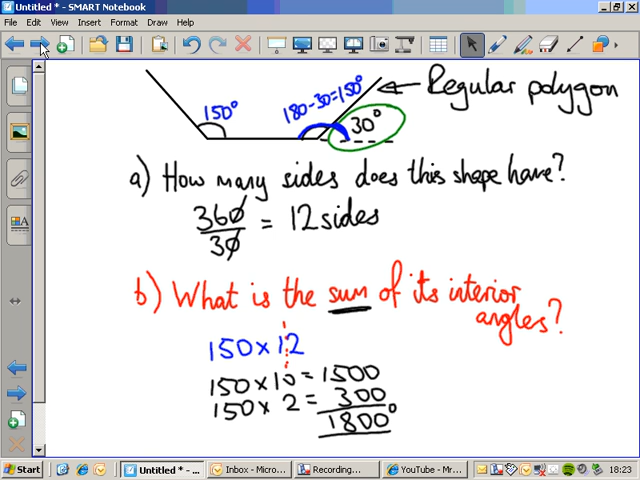 Untitled * - SMART Notebook
File Edit View Insert Format Draw Help
150°
180-30=150°
30°
Regular polygon
a) How many sides does this shape have?
360/30 = 12 sides
b) What is the sum of its interior
angles?
150 x 12
150 x 10 = 1500
150 x 2 = 300
1800°
Start
Untitled * -
Inbox - Micro...
Recording...
YouTube - Mr...
18:23